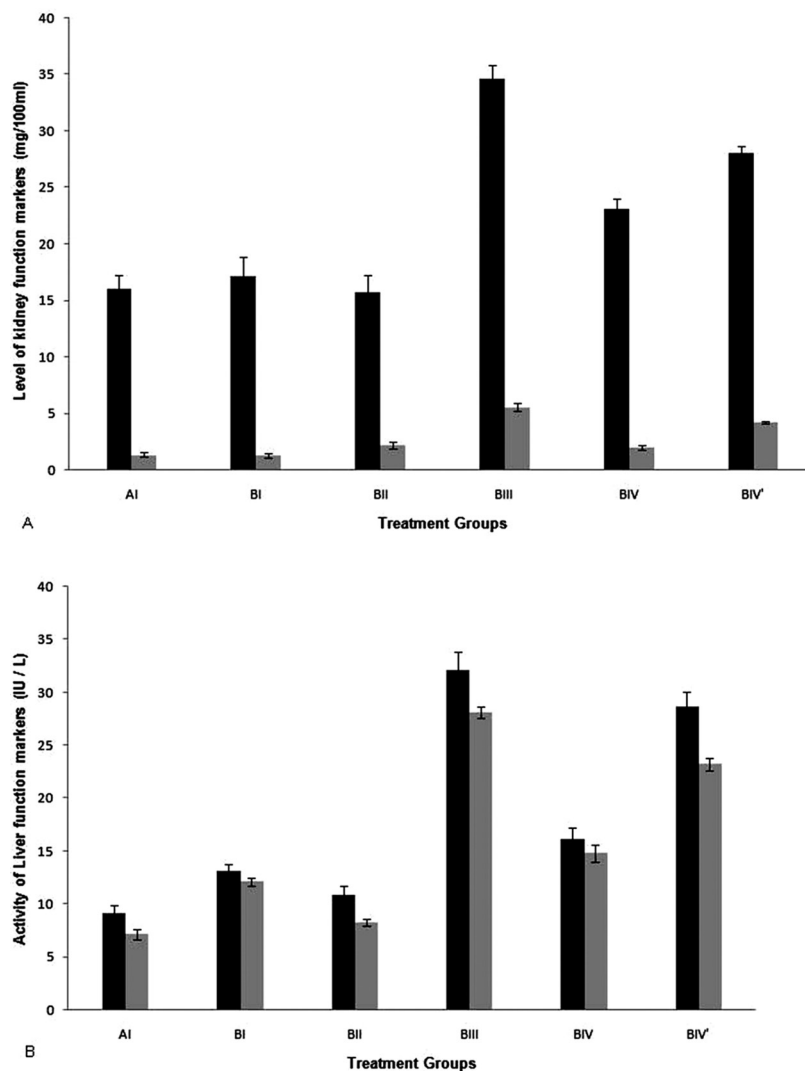 Level of kidney function markers (mg/100ml)
40
35
30
25
20
15
10
5
0
AI BI BII BIII BIV BIV'
A
Treatment Groups
Activity of Liver function markers (IU / L)
40
35
30
25
20
15
10
5
0
AI BI BII BIII BIV BIV'
B
Treatment Groups